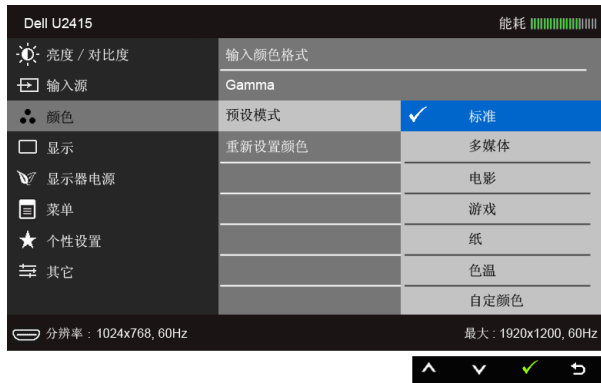 Dell U2415 能耗
亮度 / 对比度 输入颜色格式
输入源 Gamma
颜色 预设模式 标准
显示 重新设置颜色 多媒体
显示器电源 电影
菜单 游戏
个性设置 纸
其它 色温
自定颜色
分辨率 : 1024x768, 60Hz 最大 : 1920x1200, 60Hz